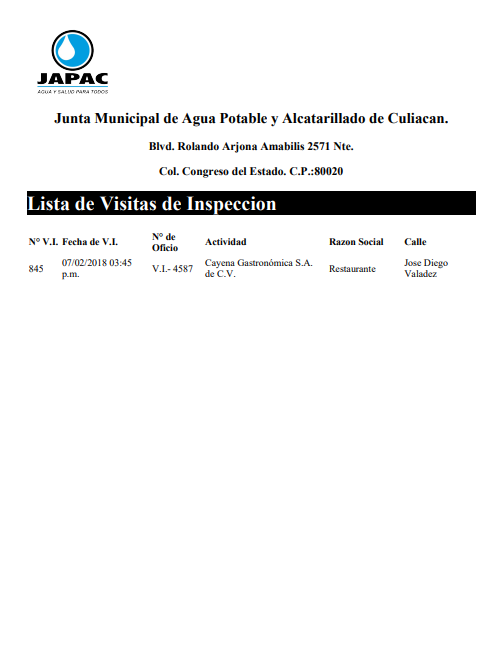 JAPAC
AGUA Y SALUD PARA TODOS
Junta Municipal de Agua Potable y Alcatarillado de Culiacan.
Blvd. Rolando Arjona Amabilis 2571 Nte.
Col. Congreso del Estado. C.P.:80020
Lista de Visitas de Inspeccion
N° V.I. Fecha de V.I. N° de Oficio Actividad Razon Social Calle
845 07/02/2018 03:45 p.m. V.I.- 4587 Cayena Gastronómica S.A. de C.V. Restaurante Jose Diego Valadez